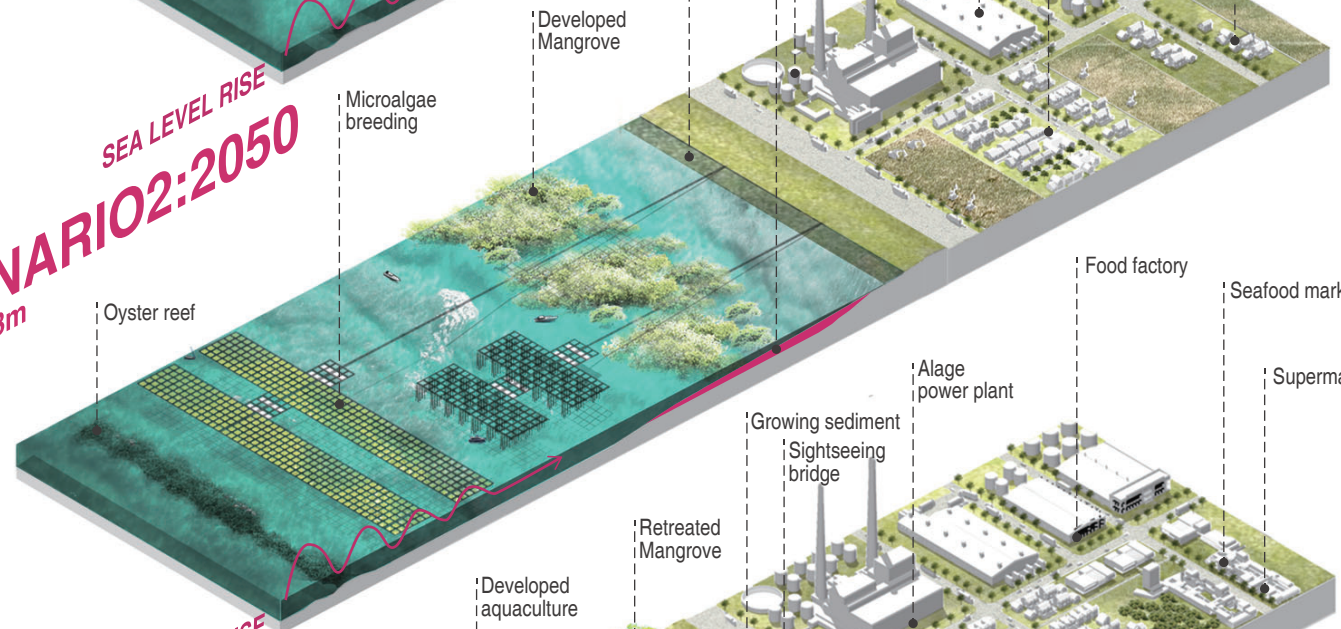 Developed
Mangrove
Microalgae
breeding
SEA LEVEL RISE
NARIO2:2050
3m
Oyster reef
Food factory
Seafood mark
Alage
power plant
Superma
Growing sediment
Sightseeing
bridge
Retreated
Mangrove
Developed
aquaculture
ISE